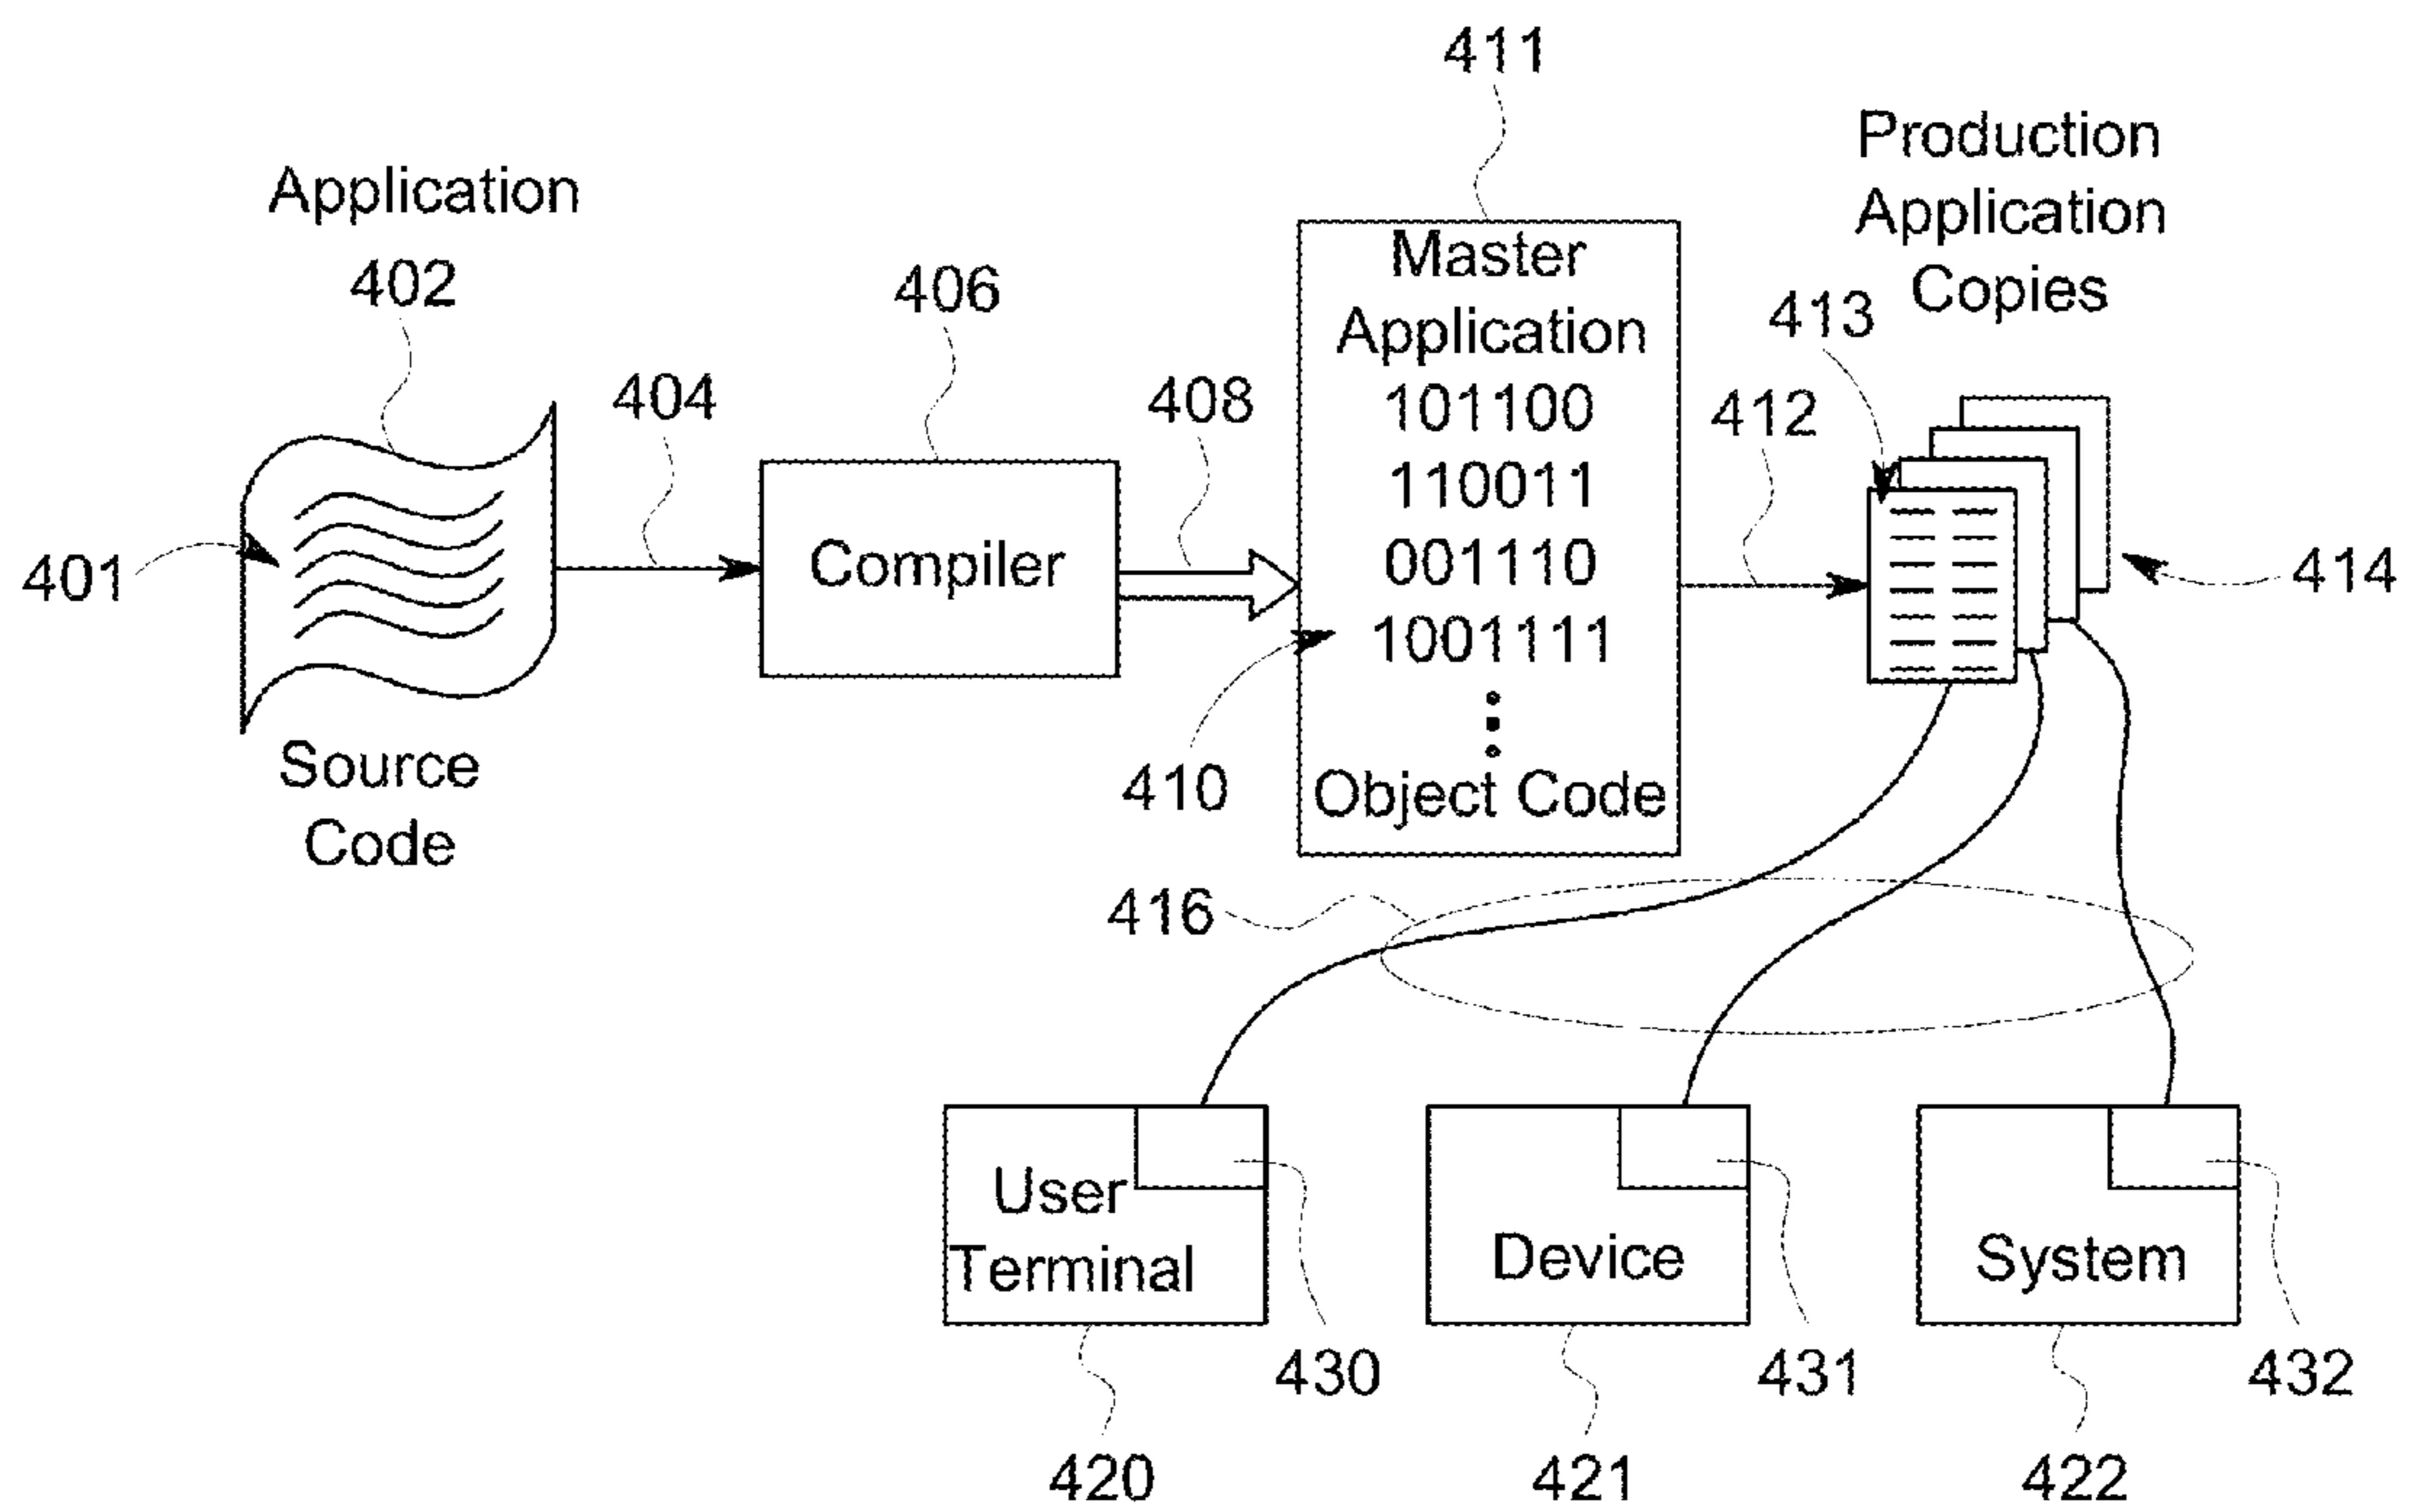 411
Production
Application
Copies
Application
402
406
413
Master
Application
101100
110011
001110
1001111
Object Code
404
408
412
401
Compiler
414
410
Source
Code
416
User
Terminal
Device
System
430
431
432
420
421
422